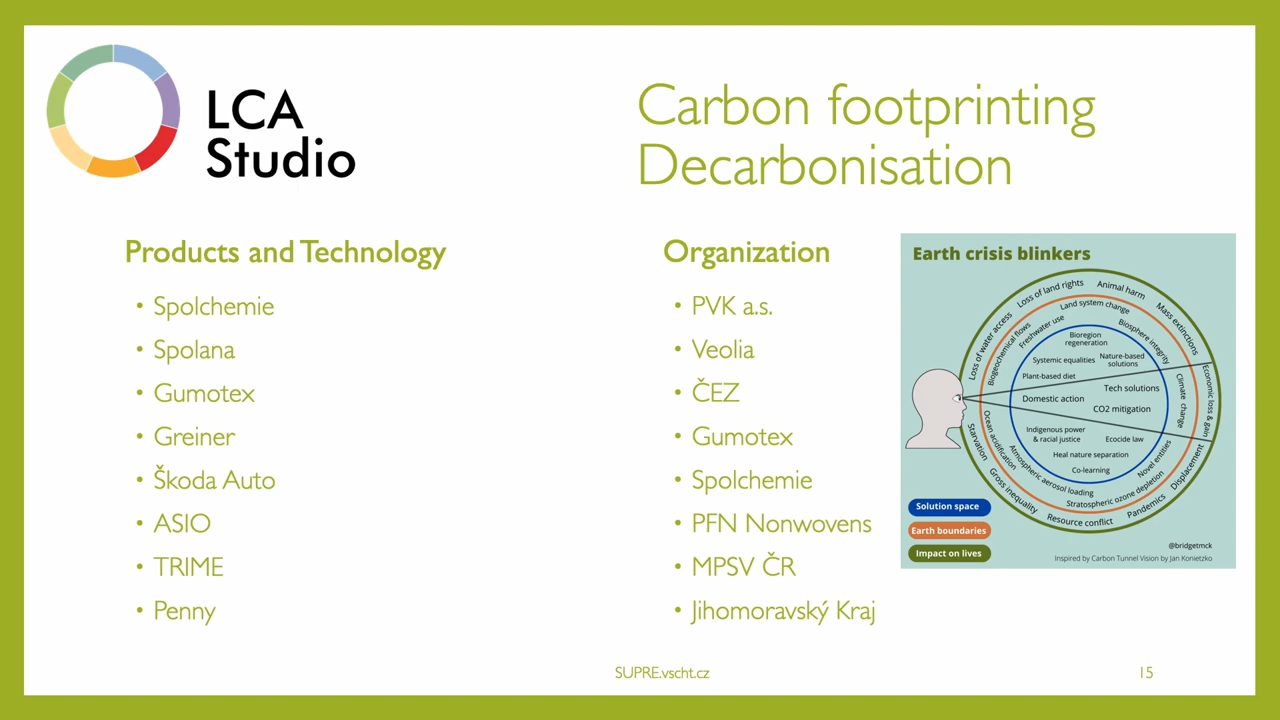 LCA
Studio
Carbon footprinting
Decarbonisation
Products and Technology
• Spolchemie
• Spolana
• Gumotex
• Greiner
• Škoda Auto
• ASIO
• TRIME
• Penny
Organization
• PVK a.s.
• Veolia
• ČEZ
• Gumotex
• Spolchemie
• PFN Nonwovens
• MPSV ČR
• Jihomoravský Kraj
Earth crisis blinkers
Loss of water access
Loss of land rights
Animal harm
Mass extinctions
Economic loss & gain
Displacement
Pandemics
Resource conflict
Gross inequality
Starvation
Biogeochemical flows
Freshwater use
Land system change
Biosphere integrity
Climate change
Novel entities
Stratospheric ozone depletion
Atmospheric aerosol loading
Ocean acidification
Bioregion
regeneration
Systemic equalities
Nature-based
solutions
Plant-based diet
Tech solutions
Domestic action
CO2 mitigation
Indigenous power
& racial justice
Ecocide law
Heal nature separation
Co-learning
Solution space
Earth boundaries
Impact on lives
@bridgetmck
Inspired by Carbon Tunnel Vision by Jan Konietzko
SUPRE.vscht.cz
15